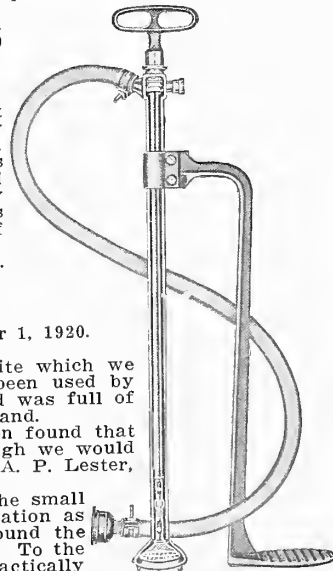 r 1, 1920.
ite which we
been used by
d was full of
and.
n found that
gh we would
A. P. Lester,
he small
ation as
ound the
To the
actically